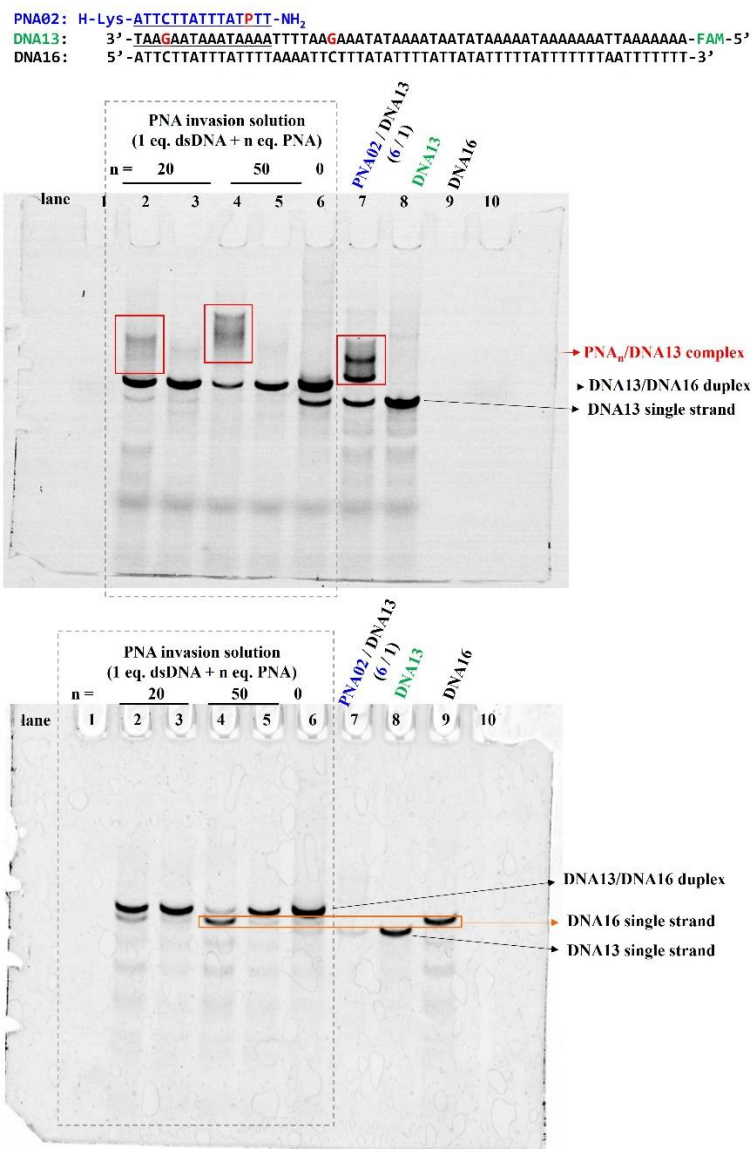 PNA02: H-Lys-ATTCTTATTTATPTT-NH₂
DNA13: 3’-TAAGAATAAATAAAATTTTAAGAAATATAAAATAATATAAAAATAAAAAAATTAAAAAAA-FAM-5’
DNA16: 5’-ATTCTTATTTATTTTAAAATTCTTTATATTTTATTATATTTTTATTTTTTTAATTTTTTT-3’
PNA invasion solution
(1 eq. dsDNA + n eq. PNA)
n = 20 50 0
PNA02 / DNA13
(6 / 1)
DNA13
DNA16
lane 1 2 3 4 5 6 7 8 9 10
PNAₙ/DNA13 complex
DNA13/DNA16 duplex
DNA13 single strand
PNA invasion solution
(1 eq. dsDNA + n eq. PNA)
n = 20 50 0
PNA02 / DNA13
(6 / 1)
DNA13
DNA16
lane 1 2 3 4 5 6 7 8 9 10
DNA13/DNA16 duplex
DNA16 single strand
DNA13 single strand